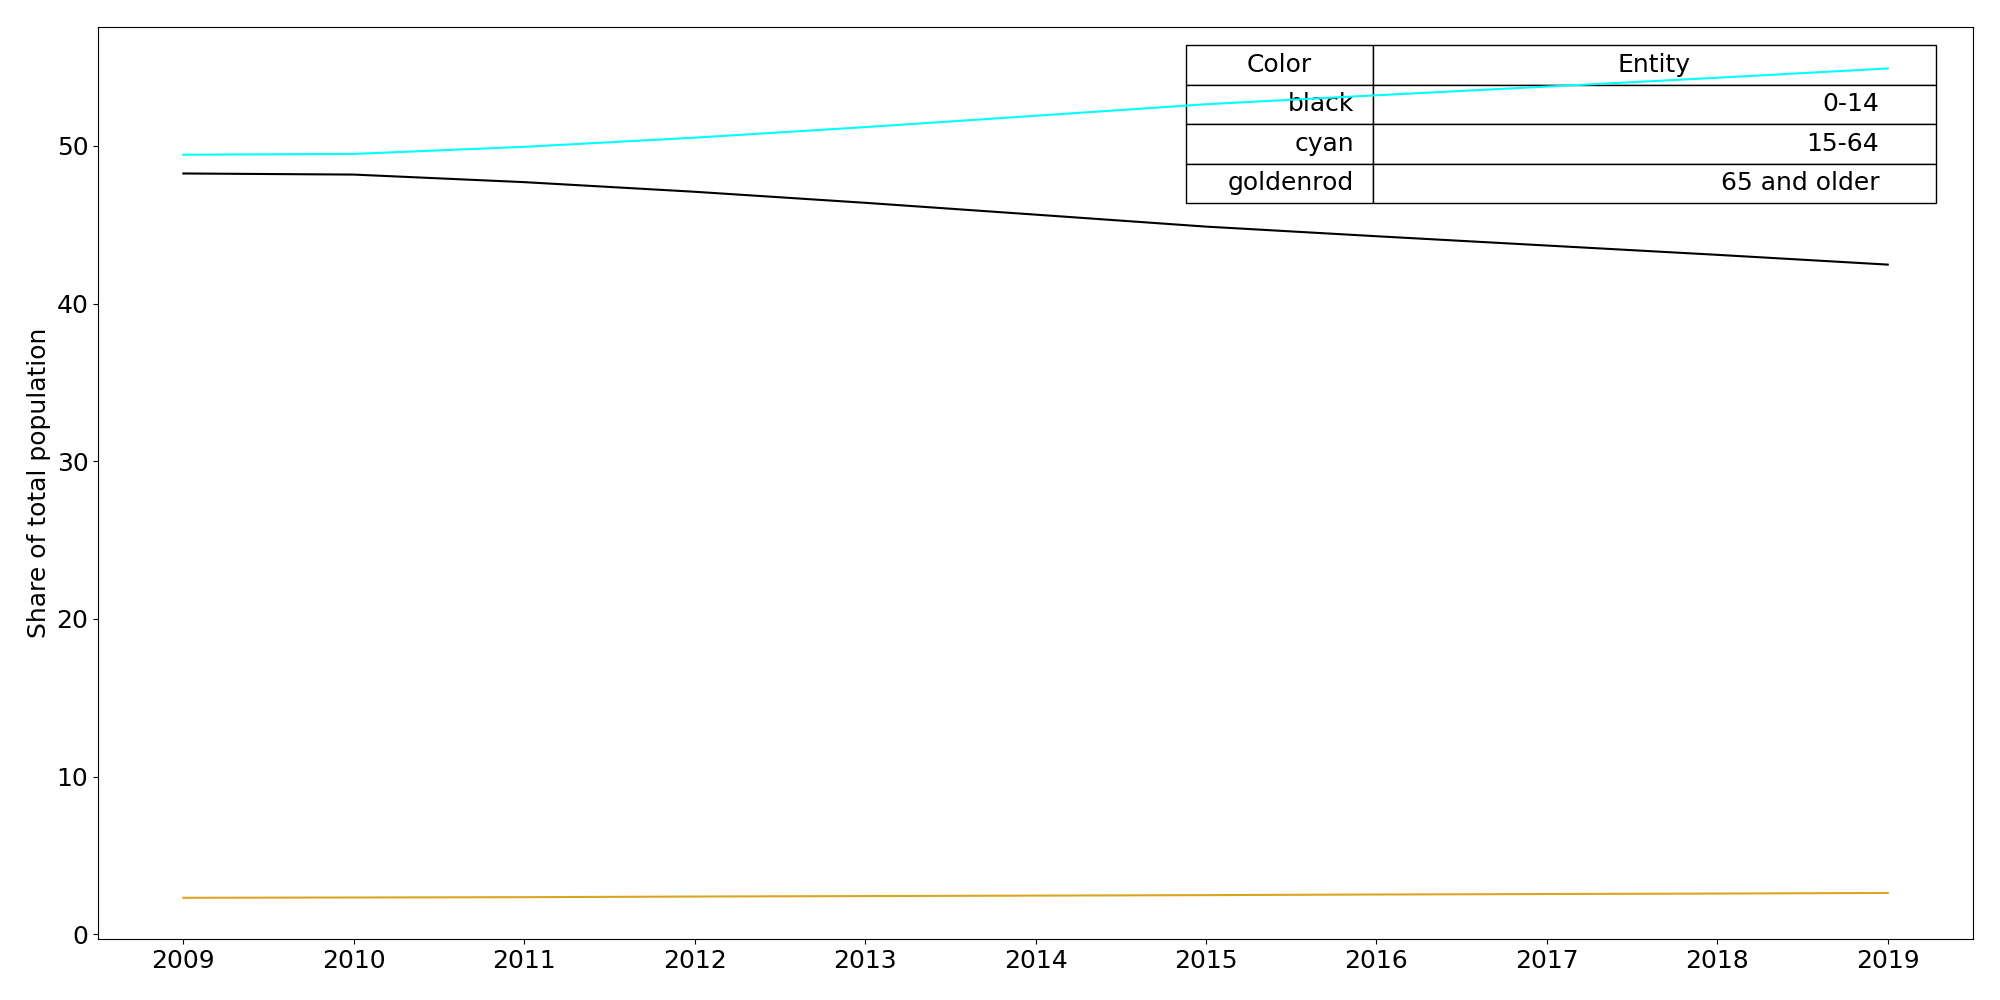 Color Entity
black 0-14
cyan 15-64
goldenrod 65 and older
Share of total population
50
40
30
20
10
0
2009 2010 2011 2012 2013 2014 2015 2016 2017 2018 2019